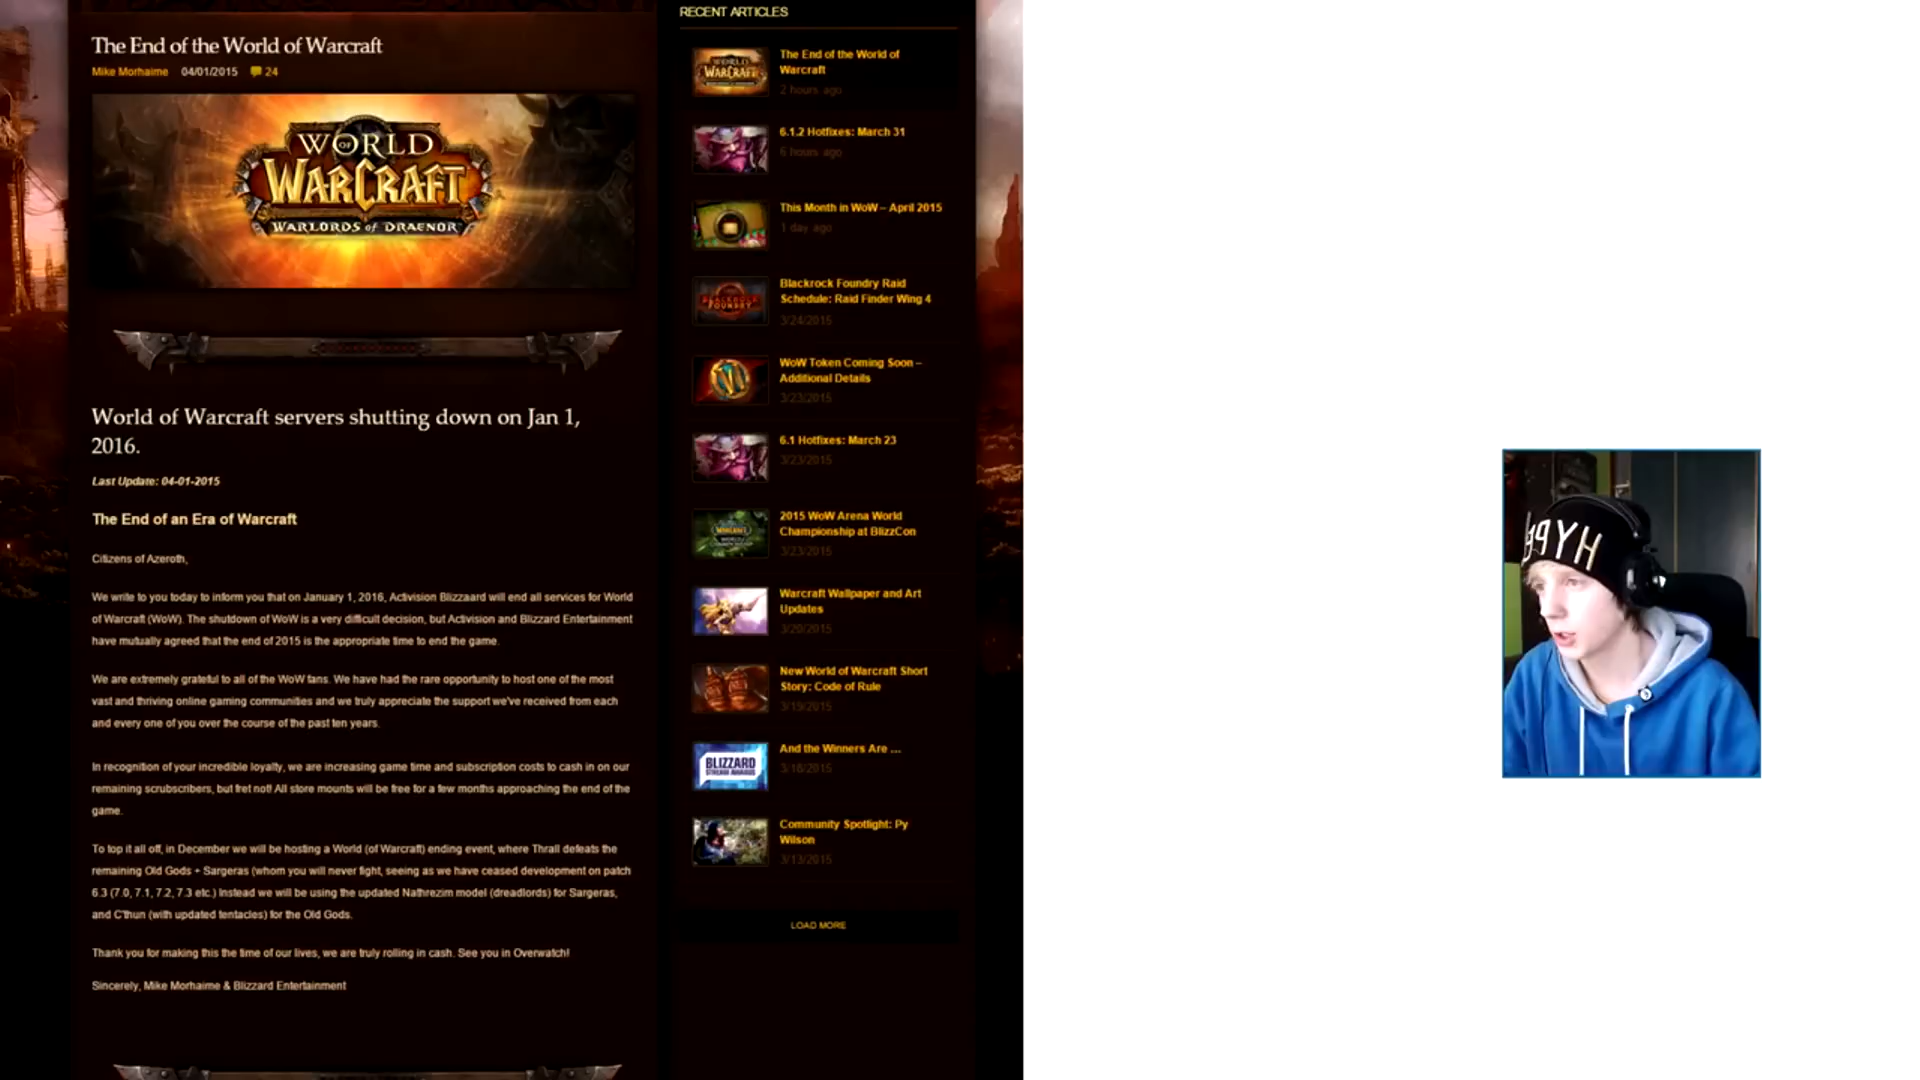 The End of the World of Warcraft
Mike Morhaime 04/01/2015 24
WORLD
OF
WARCRAFT
WARLORDS OF DRAENOR
World of Warcraft servers shutting down on Jan 1,
2016.
Last Update: 04-01-2015
The End of an Era of Warcraft
Citizens of Azeroth,
We write to you today to inform you that on January 1, 2016, Activision Blizzaard will end all services for World
of Warcraft (WoW). The shutdown of WoW is a very difficult decision, but Activision and Blizzard Entertainment
have mutually agreed that the end of 2015 is the appropriate time to end the game.
We are extremely grateful to all of the WoW fans. We have had the rare opportunity to host one of the most
vast and thriving online gaming communities and we truly appreciate the support we've received from each
and every one of you over the course of the past ten years.
In recognition of your incredible loyalty, we are increasing game time and subscription costs to cash in on our
remaining scrubscribers, but fret not! All store mounts will be free for a few months approaching the end of the
game.
To top it all off, in December we will be hosting a World (of Warcraft) ending event, where Thrall defeats the
remaining Old Gods + Sargeras (whom you will never fight, seeing as we have ceased development on patch
6.3 (7.0, 7.1, 7.2, 7.3 etc.) Instead we will be using the updated Nathrezim model (dreadlords) for Sargeras,
and C'thun (with updated tentacles) for the Old Gods.
Thank you for making this the time of our lives, we are truly rolling in cash. See you in Overwatch!
Sincerely, Mike Morhaime & Blizzard Entertainment
RECENT ARTICLES
WORLD
WARCRAFT
The End of the World of
Warcraft
2 hours ago
6.1.2 Hotfixes: March 31
6 hours ago
This Month in WoW – April 2015
1 day ago
BLACKROCK
FOUNDRY
Blackrock Foundry Raid
Schedule: Raid Finder Wing 4
3/24/2015
WoW Token Coming Soon –
Additional Details
3/23/2015
6.1 Hotfixes: March 23
3/23/2015
2015 WoW Arena World
Championship at BlizzCon
3/23/2015
Warcraft Wallpaper and Art
Updates
3/20/2015
New World of Warcraft Short
Story: Code of Rule
3/19/2015
BLIZZARD
STREAM AWARDS
And the Winners Are ...
3/18/2015
Community Spotlight: Py
Wilson
3/13/2015
LOAD MORE